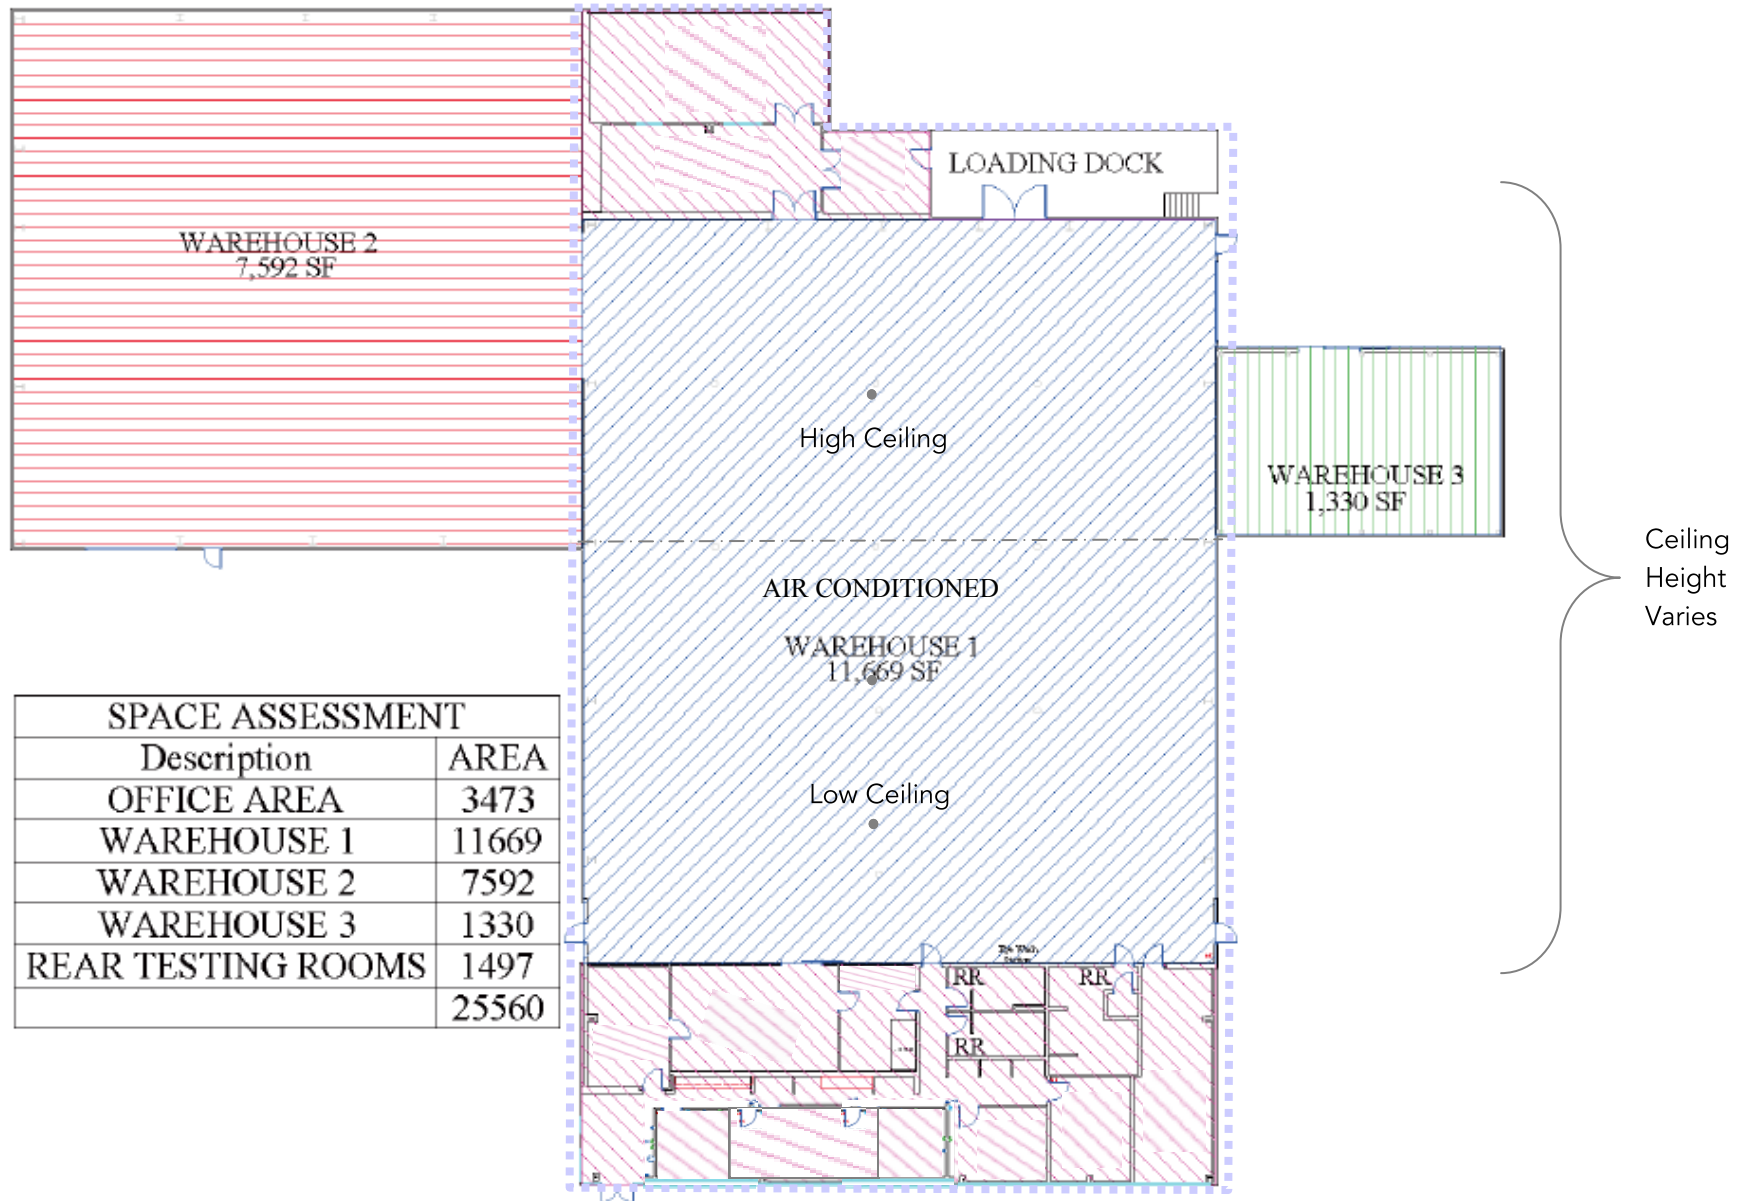 LOADING DOCK
WAREHOUSE 2
7,592 SF
High Ceiling
WAREHOUSE 3
1,330 SF
Ceiling
Height
Varies
AIR CONDITIONED
WAREHOUSE 1
11,669 SF
Low Ceiling
SPACE ASSESSMENT
Description AREA
OFFICE AREA 3473
WAREHOUSE 1 11669
WAREHOUSE 2 7592
WAREHOUSE 3 1330
REAR TESTING ROOMS 1497
25560
RR
RR
RR